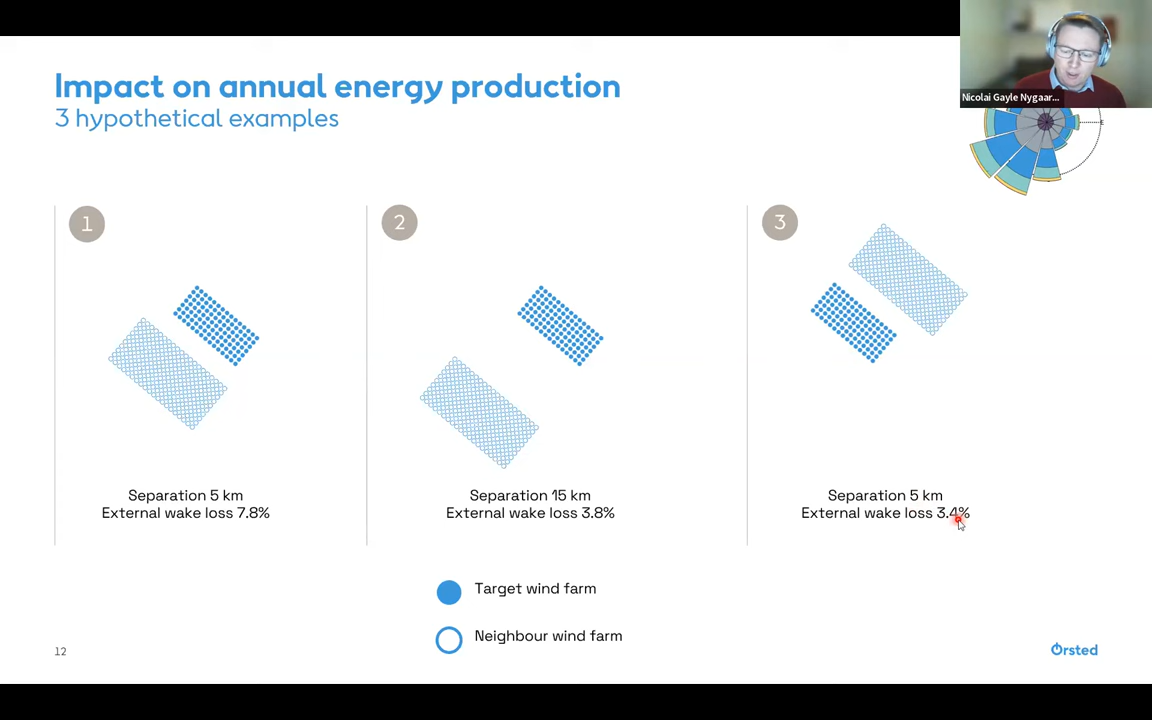 Impact on annual energy production
3 hypothetical examples
Nicolai Gayle Nygaar...
E
1
2
3
Separation 5 km
External wake loss 7.8%
Separation 15 km
External wake loss 3.8%
Separation 5 km
External wake loss 3.4%
Target wind farm
Neighbour wind farm
12
Ørsted